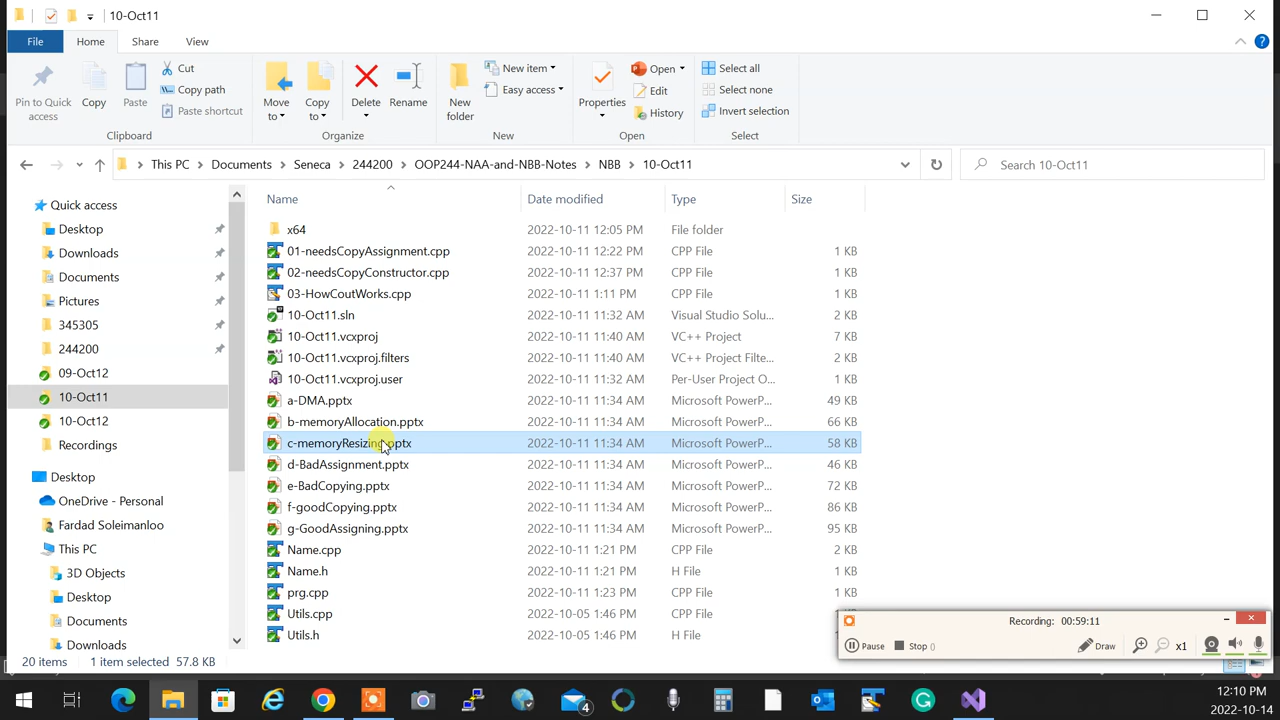 10-Oct11
File Home Share View
Pin to Quick access
Copy
Paste
Cut
Copy path
Paste shortcut
Clipboard
Move to
Copy to
Delete
Rename
Organize
New folder
New item
Easy access
New
Properties
Open
Edit
History
Open
Select all
Select none
Invert selection
Select
This PC > Documents > Seneca > 244200 > OOP244-NAA-and-NBB-Notes > NBB > 10-Oct11
Search 10-Oct11
Quick access
Desktop
Downloads
Documents
Pictures
345305
244200
09-Oct12
10-Oct11
10-Oct12
Recordings
Desktop
OneDrive - Personal
Fardad Soleimanloo
This PC
3D Objects
Desktop
Documents
Downloads
Name Date modified Type Size
x64 2022-10-11 12:05 PM File folder
01-needsCopyAssignment.cpp 2022-10-11 12:22 PM CPP File 1 KB
02-needsCopyConstructor.cpp 2022-10-11 12:37 PM CPP File 1 KB
03-HowCoutWorks.cpp 2022-10-11 1:11 PM CPP File 1 KB
10-Oct11.sln 2022-10-11 11:32 AM Visual Studio Solu... 2 KB
10-Oct11.vcxproj 2022-10-11 11:40 AM VC++ Project 7 KB
10-Oct11.vcxproj.filters 2022-10-11 11:40 AM VC++ Project Filte... 2 KB
10-Oct11.vcxproj.user 2022-10-11 11:32 AM Per-User Project O... 1 KB
a-DMA.pptx 2022-10-11 11:34 AM Microsoft PowerP... 49 KB
b-memoryAllocation.pptx 2022-10-11 11:34 AM Microsoft PowerP... 67 KB
c-memoryResizing.pptx 2022-10-11 11:34 AM Microsoft PowerP... 58 KB
d-BadAssignment.pptx 2022-10-11 11:34 AM Microsoft PowerP... 46 KB
e-BadCopying.pptx 2022-10-11 11:34 AM Microsoft PowerP... 72 KB
f-goodCopying.pptx 2022-10-11 11:34 AM Microsoft PowerP... 86 KB
g-GoodAssigning.pptx 2022-10-11 11:34 AM Microsoft PowerP... 95 KB
Name.cpp 2022-10-11 1:21 PM CPP File 2 KB
Name.h 2022-10-11 1:21 PM H File 1 KB
prg.cpp 2022-10-11 1:23 PM CPP File 1 KB
Utils.cpp 2022-10-05 1:46 PM CPP File
Utils.h 2022-10-05 1:46 PM H File
Recording: 00:59:11
Pause Stop () Draw x1
20 items 1 item selected 57.8 KB
4
12:10 PM
2022-10-14